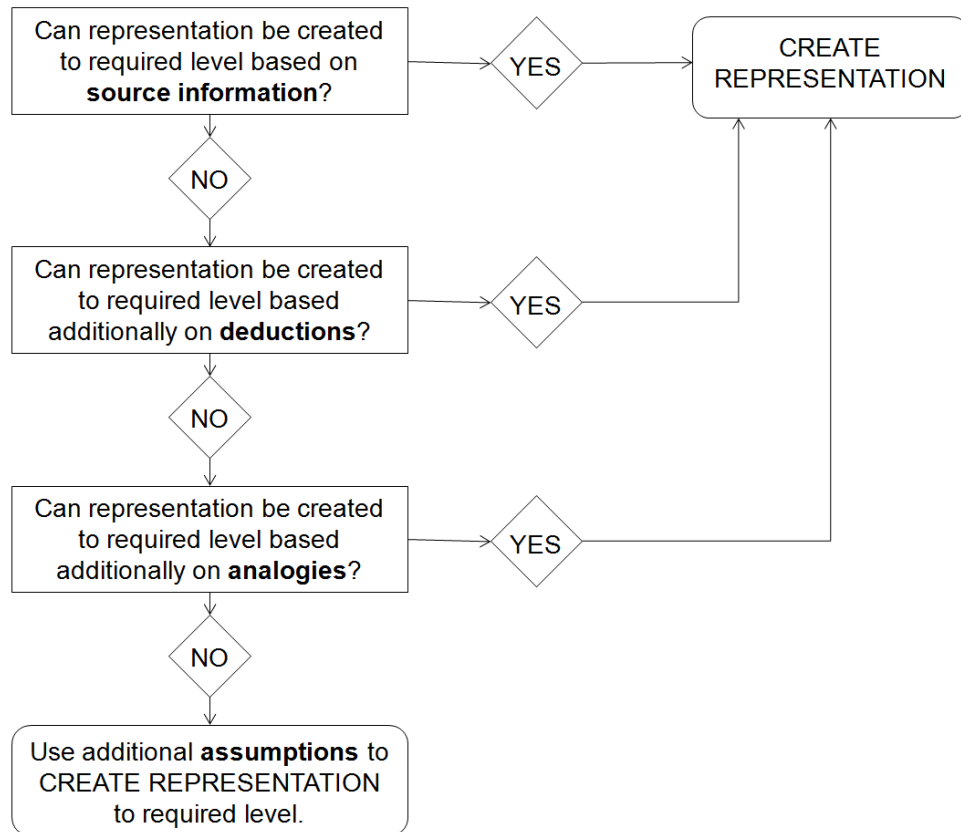 Can representation be created
to required level based on
source information?
YES
CREATE
REPRESENTATION
NO
Can representation be created
to required level based
additionally on deductions?
YES
NO
Can representation be created
to required level based
additionally on analogies?
YES
NO
Use additional assumptions to
CREATE REPRESENTATION
to required level.